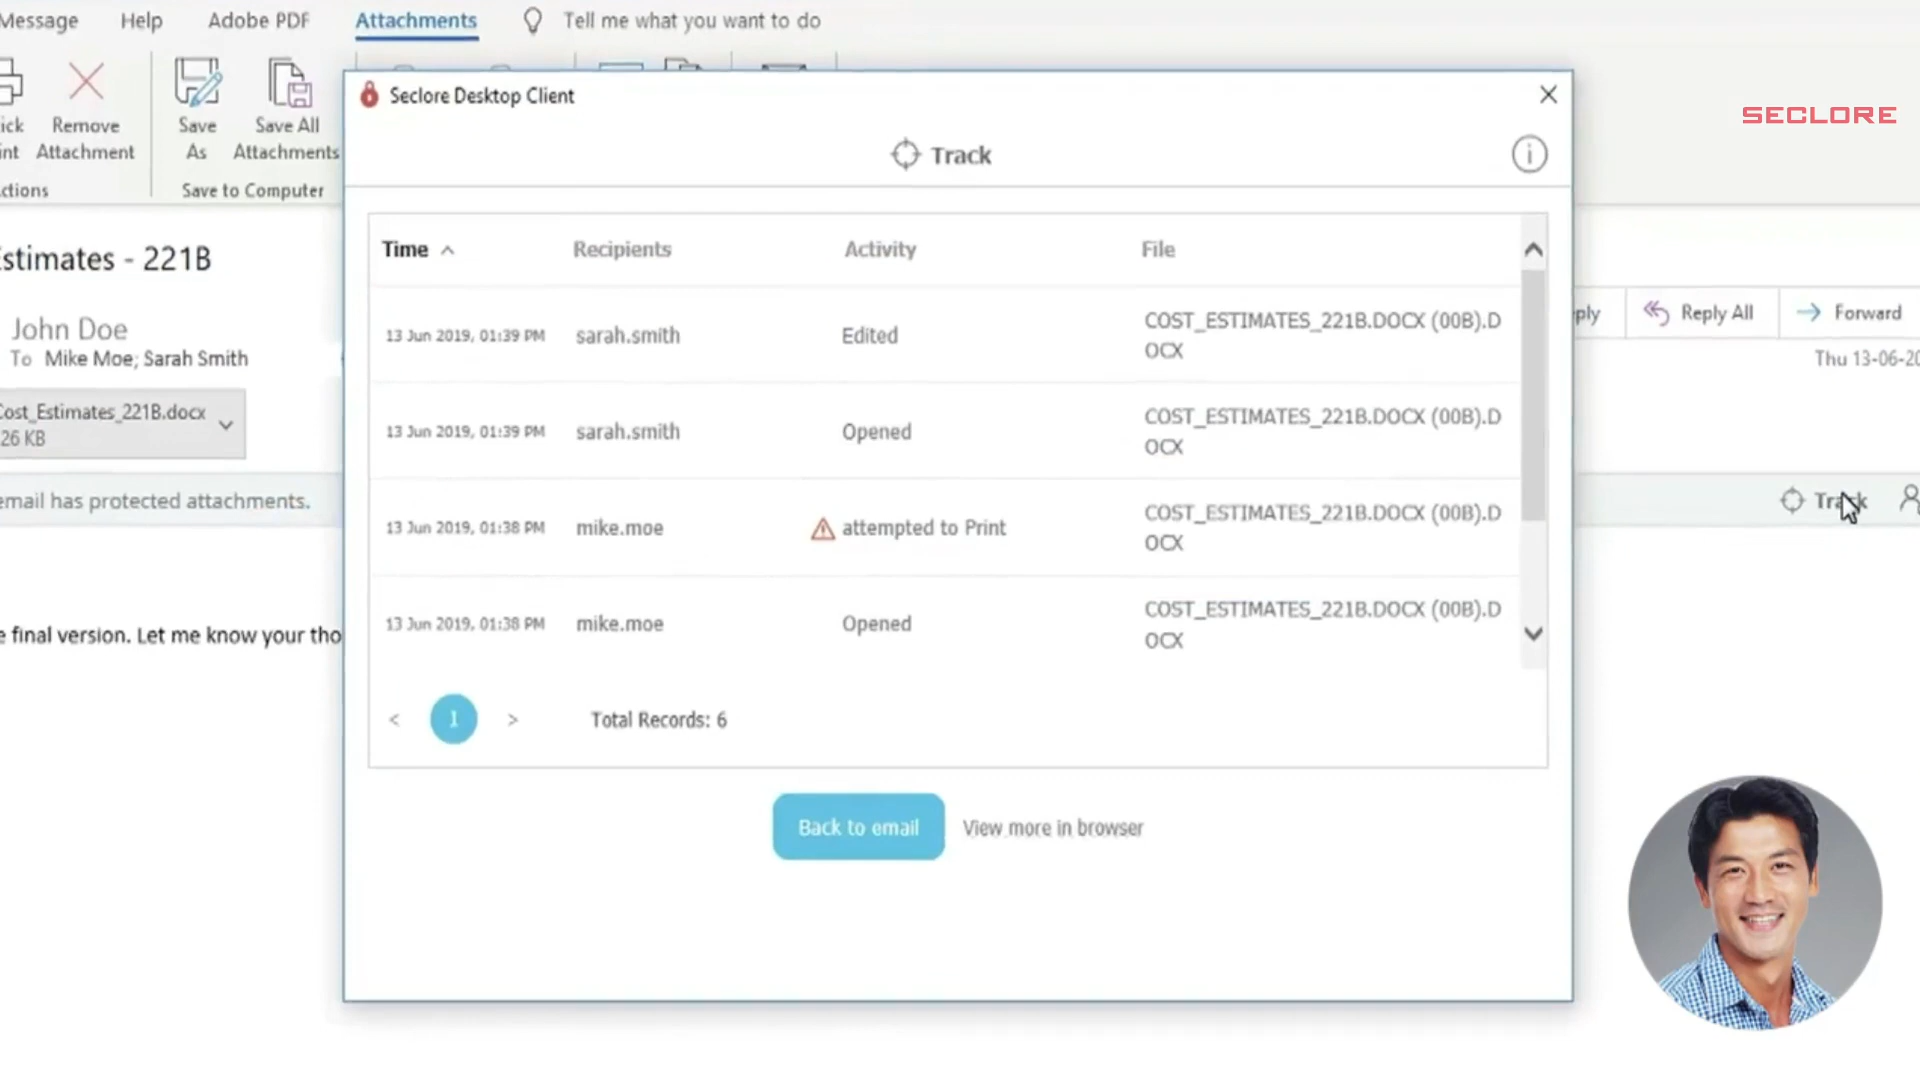 Message Help Adobe PDF Attachments Tell me what you want to do
Remove
Attachment
Save
As
Save All
Attachments
Save to Computer
Seclore Desktop Client
SECLORE
Track
Estimates - 221B
John Doe
To Mike Moe; Sarah Smith
Cost_Estimates_221B.docx
26 KB
email has protected attachments.
e final version. Let me know your tho
Time Recipients Activity File
13 Jun 2019, 01:39 PM sarah.smith Edited COST_ESTIMATES_221B.DOCX (00B).D
OCX
13 Jun 2019, 01:39 PM sarah.smith Opened COST_ESTIMATES_221B.DOCX (00B).D
OCX
13 Jun 2019, 01:38 PM mike.moe attempted to Print COST_ESTIMATES_221B.DOCX (00B).D
OCX
13 Jun 2019, 01:38 PM mike.moe Opened COST_ESTIMATES_221B.DOCX (00B).D
OCX
< 1 > Total Records: 6
Back to email View more in browser
ply Reply All Forward
Thu 13-06-20
Track